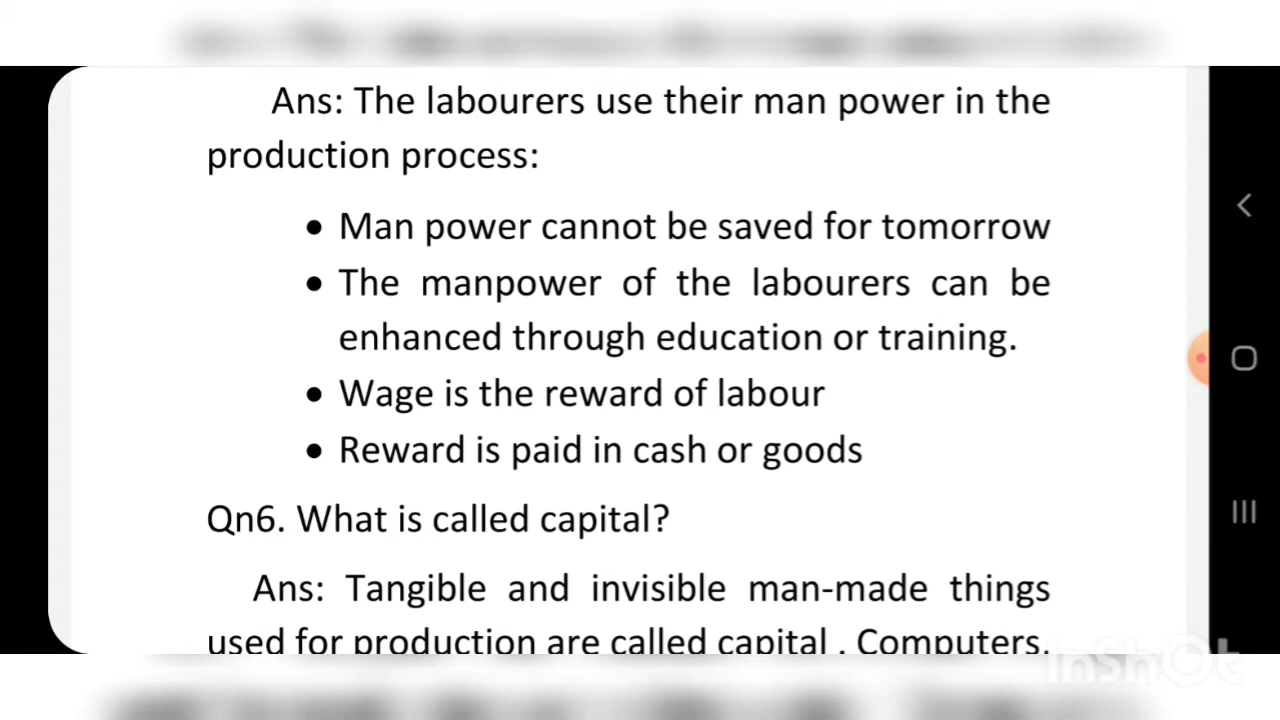 Ans: The labourers use their man power in the
production process:
• Man power cannot be saved for tomorrow
• The manpower of the labourers can be
enhanced through education or training.
• Wage is the reward of labour
• Reward is paid in cash or goods
Qn6. What is called capital?
Ans: Tangible and invisible man-made things
used for production are called capital . Computers,
InShOt